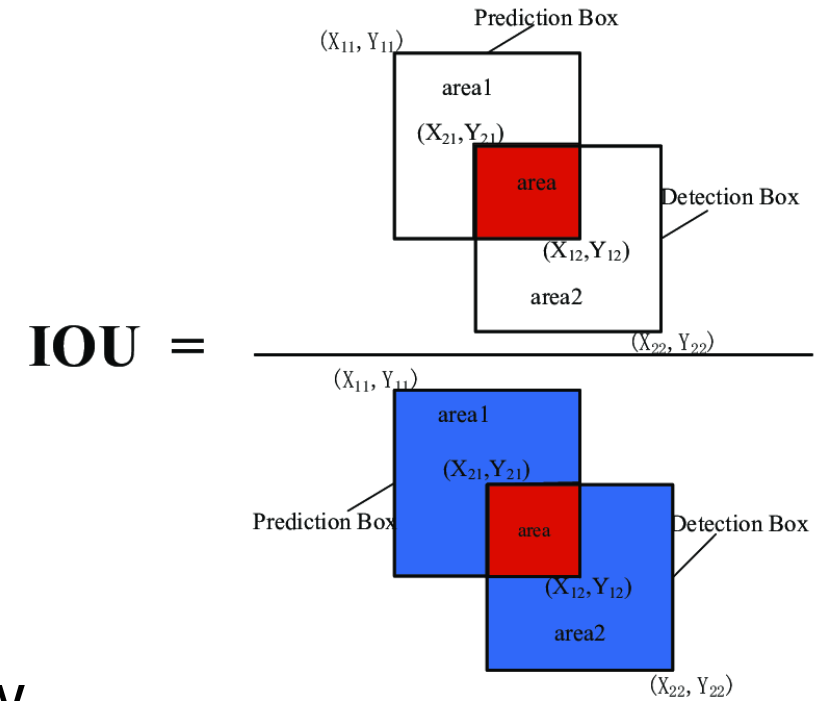 Prediction Box
(X₁₁, Y₁₁)
area1
(X₂₁,Y₂₁)
area
Detection Box
(X₁₂,Y₁₂)
area2
IOU =
(X₂₂, Y₂₂)
(X₁₁, Y₁₁)
area1
(X₂₁,Y₂₁)
Prediction Box
area
Detection Box
(X₁₂,Y₁₂)
area2
(X₂₂, Y₂₂)